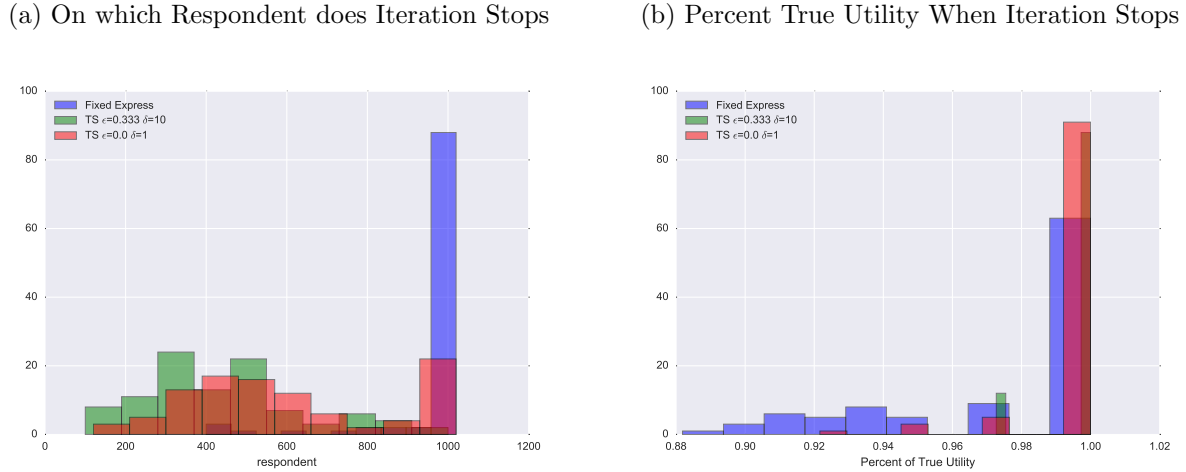 (a) On which Respondent does Iteration Stops
(b) Percent True Utility When Iteration Stops
100
80
60
40
20
0
Fixed Express
TS ϵ=0.333 δ=10
TS ϵ=0.0 δ=1
0 200 400 600 800 1000 1200
respondent
100
80
60
40
20
0
Fixed Express
TS ϵ=0.333 δ=10
TS ϵ=0.0 δ=1
0.88 0.90 0.92 0.94 0.96 0.98 1.00 1.02
Percent of True Utility